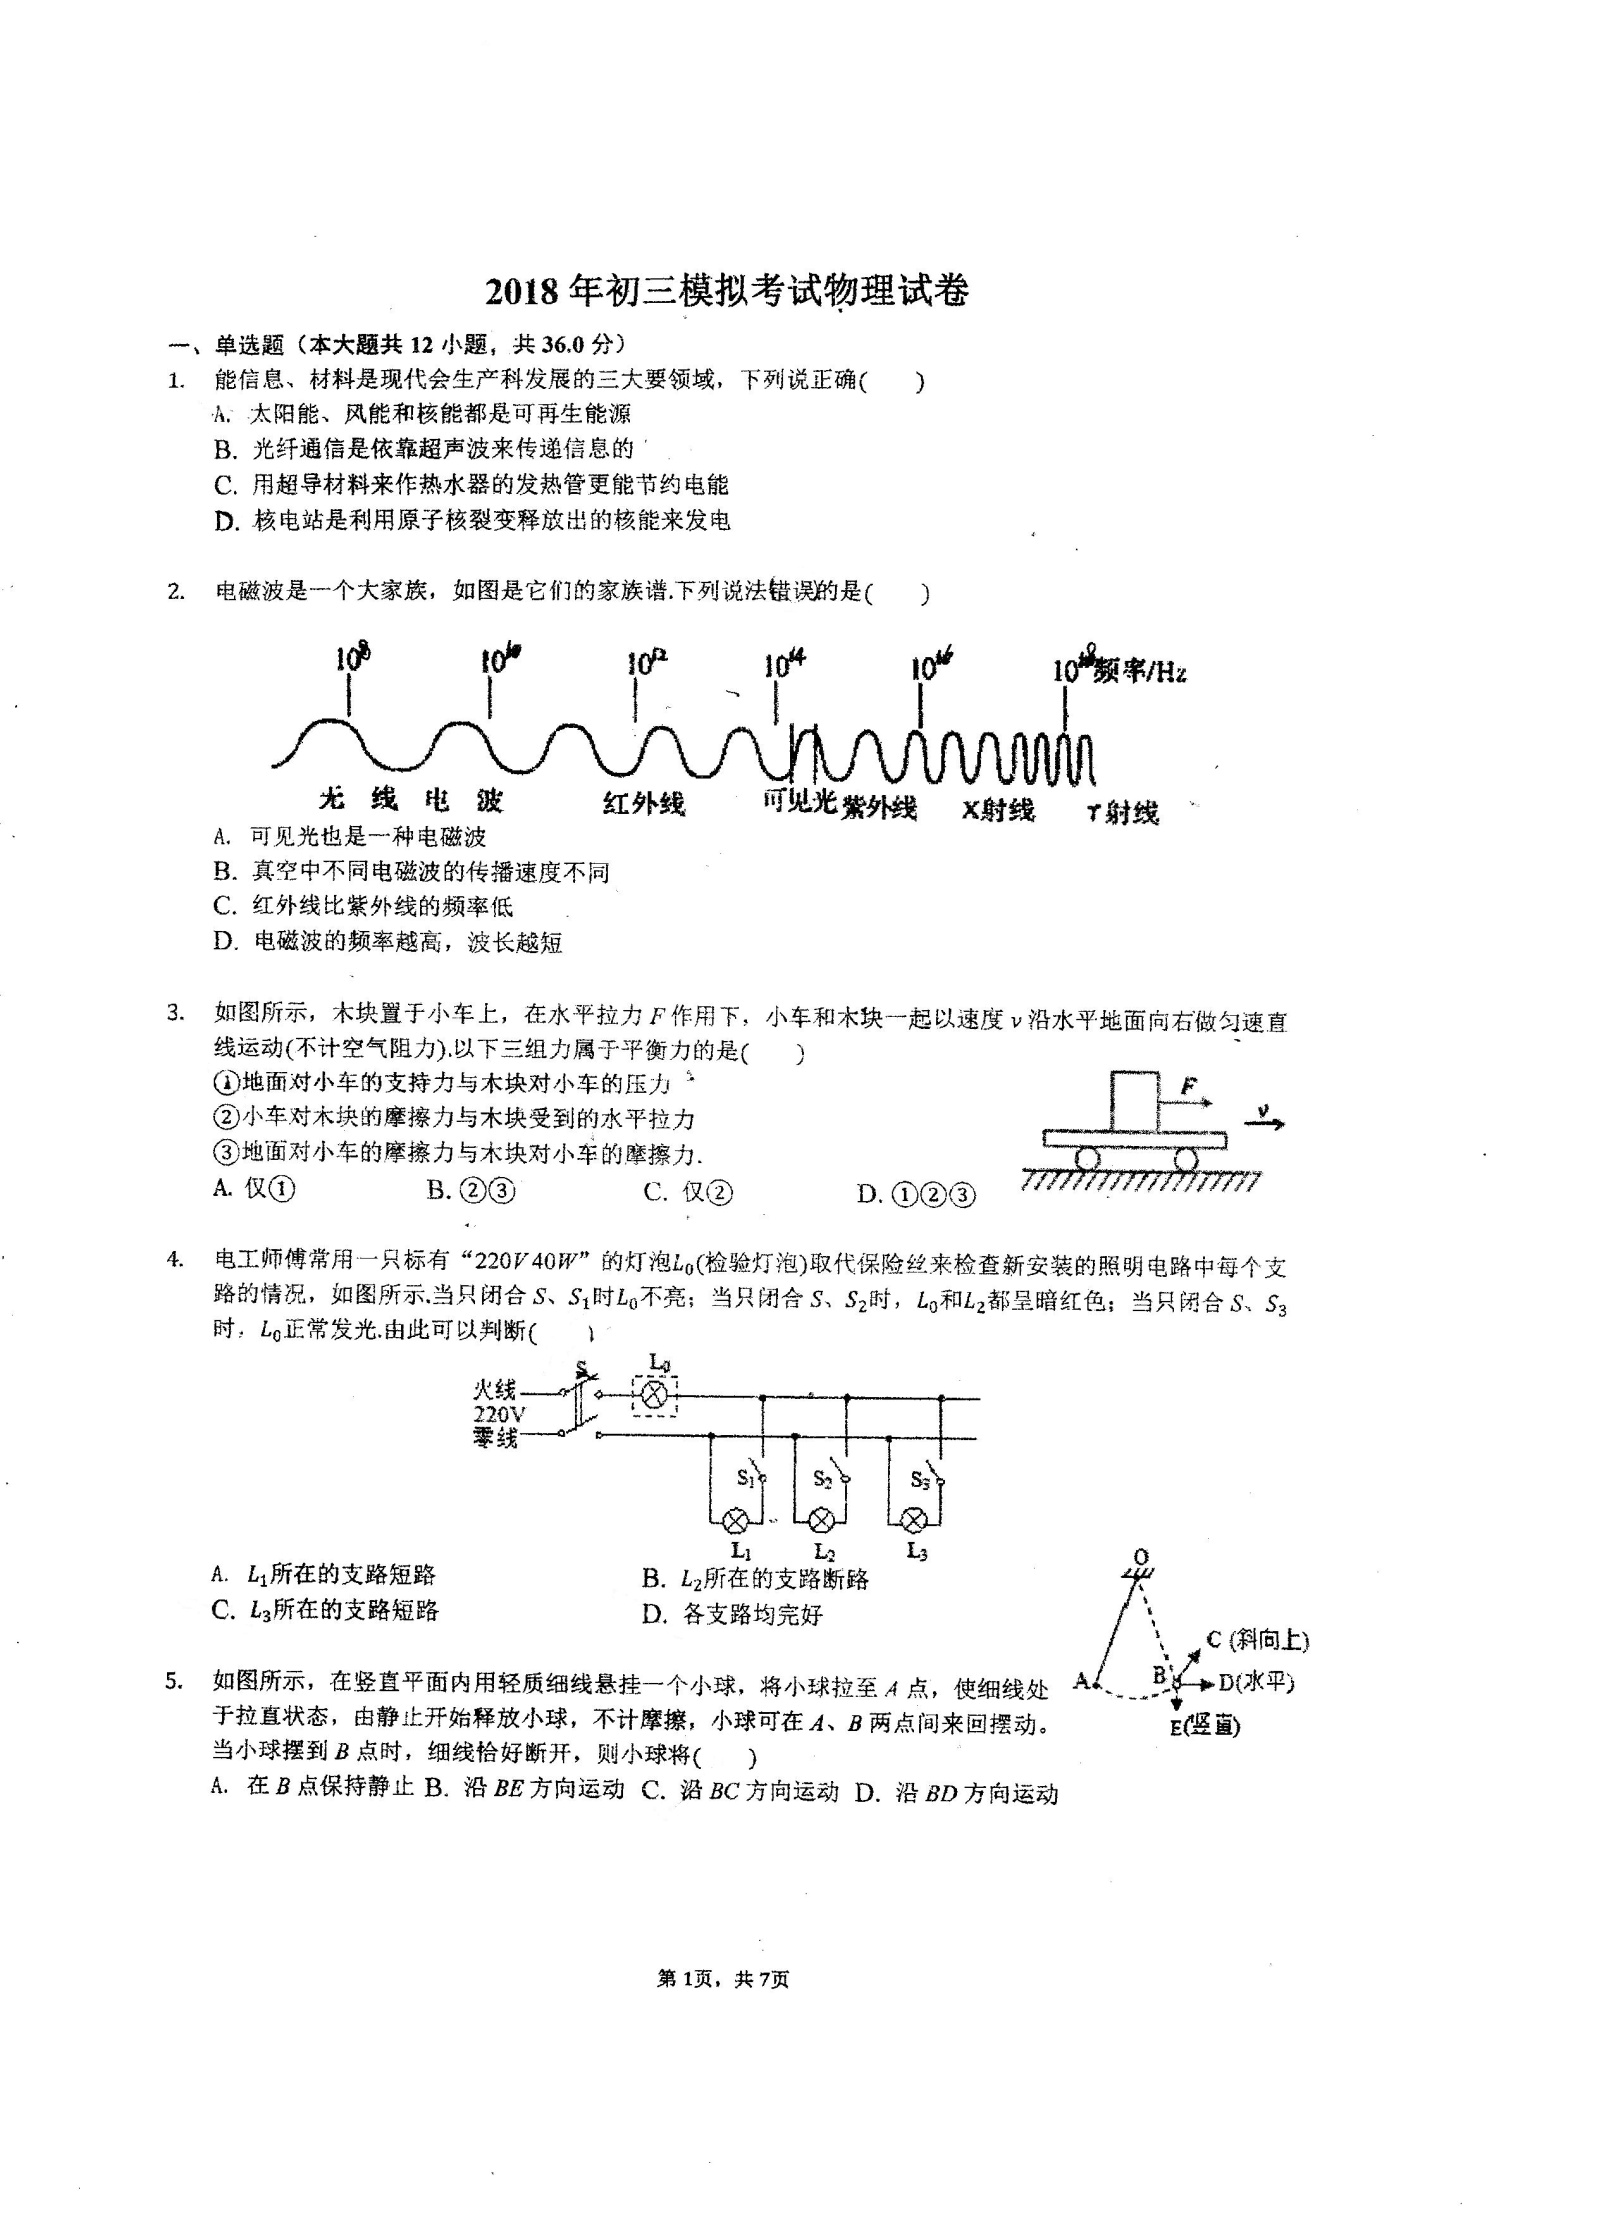 2018 年初三模拟考试物理试卷
一、单选题（本大题共 12 小题，共 36.0 分）
1. 能信息、材料是现代会生产科发展的三大要领域，下列说正确( )
A. 太阳能、风能和核能都是可再生能源
B. 光纤通信是依靠超声波来传递信息的
C. 用超导材料来作热水器的发热管更能节约电能
D. 核电站是利用原子核裂变释放出的核能来发电
2. 电磁波是一个大家族，如图是它们的家族谱.下列说法错误的是( )
10⁸ 10¹⁰ 10¹² 10¹⁴ 10¹⁶ 10¹⁸ 频率/Hz
无线电波 红外线 可见光 紫外线 X射线 γ射线
A. 可见光也是一种电磁波
B. 真空中不同电磁波的传播速度不同
C. 红外线比紫外线的频率低
D. 电磁波的频率越高，波长越短
3. 如图所示，木块置于小车上，在水平拉力 F 作用下，小车和木块一起以速度 v 沿水平地面向右做匀速直
线运动(不计空气阻力).以下三组力属于平衡力的是( )
①地面对小车的支持力与木块对小车的压力
②小车对木块的摩擦力与木块受到的水平拉力
③地面对小车的摩擦力与木块对小车的摩擦力.
F
v
A. 仅① B. ②③ C. 仅② D. ①②③
4. 电工师傅常用一只标有“220V 40W”的灯泡L₀(检验灯泡)取代保险丝来检查新安装的照明电路中每个支
路的情况，如图所示.当只闭合 S、S₁时L₀不亮；当只闭合 S、S₂时，L₀和L₂都呈暗红色；当只闭合 S、S₃
时，L₀正常发光.由此可以判断( )
S L₀
火线
220V
零线
S₁ S₂ S₃
L₁ L₂ L₃
A. L₁所在的支路短路 B. L₂所在的支路断路
C. L₃所在的支路短路 D. 各支路均完好
O
C (斜向上)
A B D(水平)
E(竖直)
5. 如图所示，在竖直平面内用轻质细线悬挂一个小球，将小球拉至 A 点，使细线处
于拉直状态，由静止开始释放小球，不计摩擦，小球可在 A、B 两点间来回摆动。
当小球摆到 B 点时，细线恰好断开，则小球将( )
A. 在 B 点保持静止 B. 沿 BE 方向运动 C. 沿 BC 方向运动 D. 沿 BD 方向运动
第 1页，共 7页